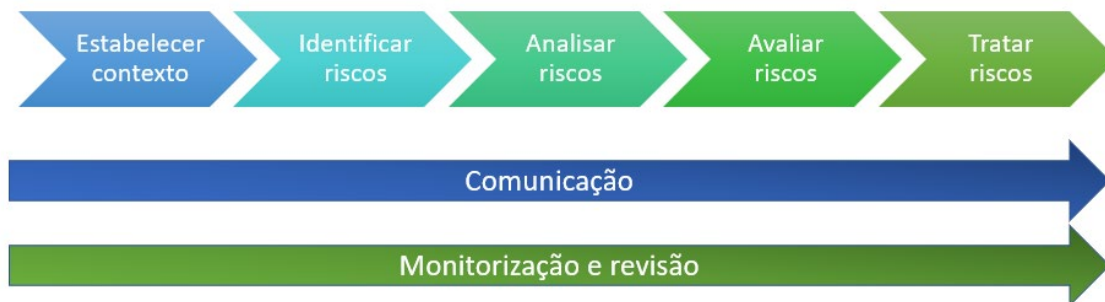 Estabelecer
contexto
Identificar
riscos
Analisar
riscos
Avaliar
riscos
Tratar
riscos
Comunicação
Monitorização e revisão